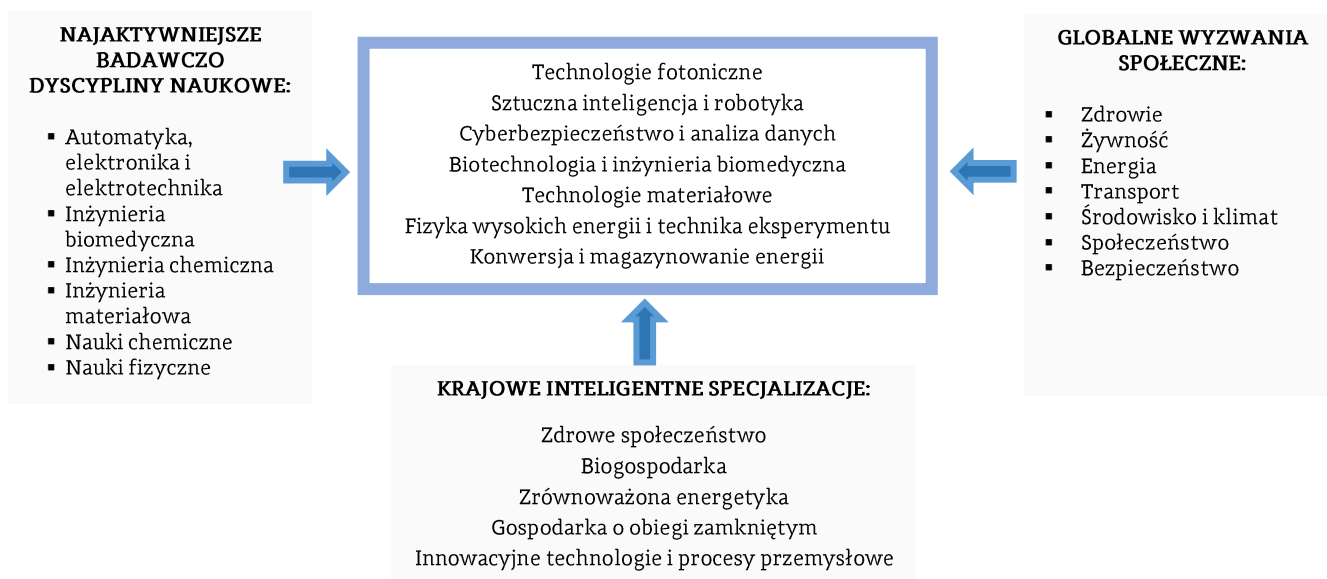 NAJAKTYWNIEJSZE
BADAWCZO
DYSCYPLINY NAUKOWE:
▪ Automatyka,
elektronika i
elektrotechnika
▪ Inżynieria
biomedyczna
▪ Inżynieria chemiczna
▪ Inżynieria
materiałowa
▪ Nauki chemiczne
▪ Nauki fizyczne
Technologie fotoniczne
Sztuczna inteligencja i robotyka
Cyberbezpieczeństwo i analiza danych
Biotechnologia i inżynieria biomedyczna
Technologie materiałowe
Fizyka wysokich energii i technika eksperymentu
Konwersja i magazynowanie energii
GLOBALNE WYZWANIA
SPOŁECZNE:
▪ Zdrowie
▪ Żywność
▪ Energia
▪ Transport
▪ Środowisko i klimat
▪ Społeczeństwo
▪ Bezpieczeństwo
KRAJOWE INTELIGENTNE SPECJALIZACJE:
Zdrowe społeczeństwo
Biogospodarka
Zrównoważona energetyka
Gospodarka o obiegi zamkniętym
Innowacyjne technologie i procesy przemysłowe